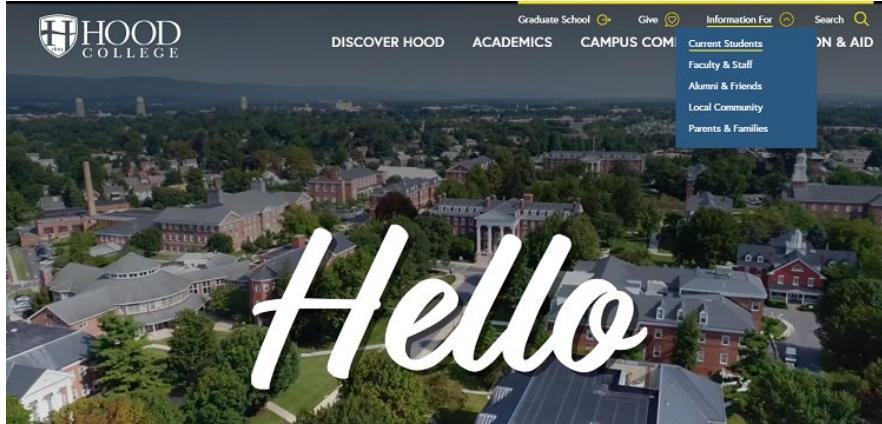 Graduate School Give Information For Search
HOOD
COLLEGE
DISCOVER HOOD ACADEMICS CAMPUS COM ON & AID
Current Students
Faculty & Staff
Alumni & Friends
Local Community
Parents & Families
Hello